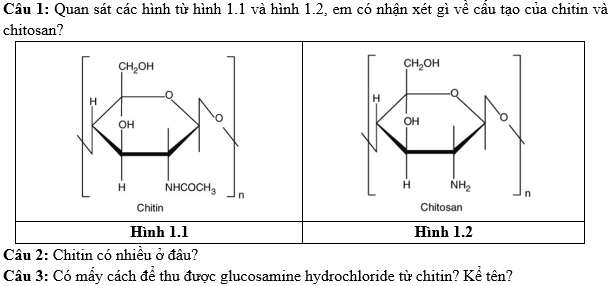 Câu 1: Quan sát các hình từ hình 1.1 và hình 1.2, em có nhận xét gì về cấu tạo của chitin và
chitosan?
CH₂OH
O
H
OH
O
H
NHCOCH₃
n
Chitin
CH₂OH
O
H
OH
O
H
NH₂
n
Chitosan
Hình 1.1
Hình 1.2
Câu 2: Chitin có nhiều ở đâu?
Câu 3: Có mấy cách để thu được glucosamine hydrochloride từ chitin? Kể tên?